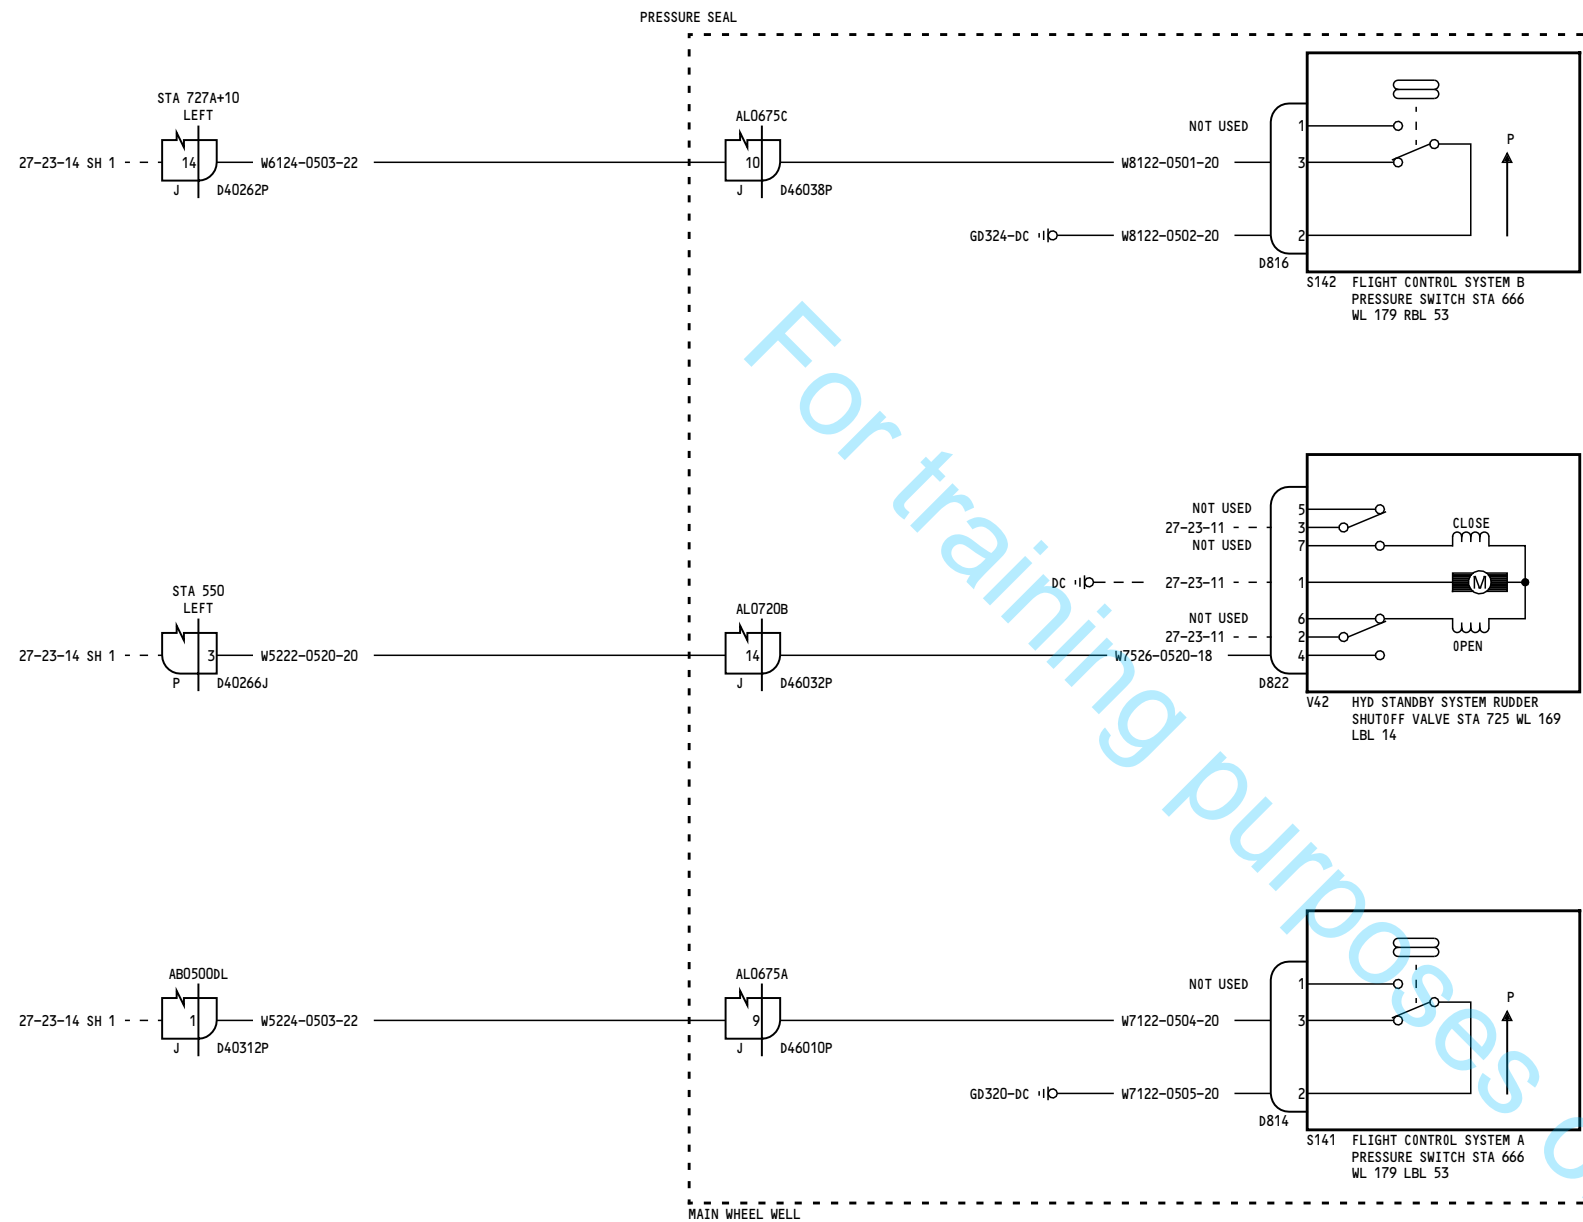 PRESSURE SEAL
STA 727A+10
LEFT
27-23-14 SH 1
14
J
D40262P
W6124-0503-22
AL0675C
10
J
D46038P
NOT USED
W8122-0501-20
GD324-DC
W8122-0502-20
1
3
2
D816
P
S142 FLIGHT CONTROL SYSTEM B
PRESSURE SWITCH STA 666
WL 179 RBL 53
STA 550
LEFT
27-23-14 SH 1
3
P
D40266J
W5222-0520-20
AL0720B
14
J
D46032P
NOT USED
27-23-11
NOT USED
DC
27-23-11
NOT USED
27-23-11
W7526-0520-18
5
3
7
1
6
2
4
D822
CLOSE
M
OPEN
V42 HYD STANDBY SYSTEM RUDDER
SHUTOFF VALVE STA 725 WL 169
LBL 14
AB0500DL
27-23-14 SH 1
1
J
D40312P
W5224-0503-22
AL0675A
9
J
D46010P
NOT USED
W7122-0504-20
GD320-DC
W7122-0505-20
1
3
2
D814
P
S141 FLIGHT CONTROL SYSTEM A
PRESSURE SWITCH STA 666
WL 179 LBL 53
MAIN WHEEL WELL
For training purposes